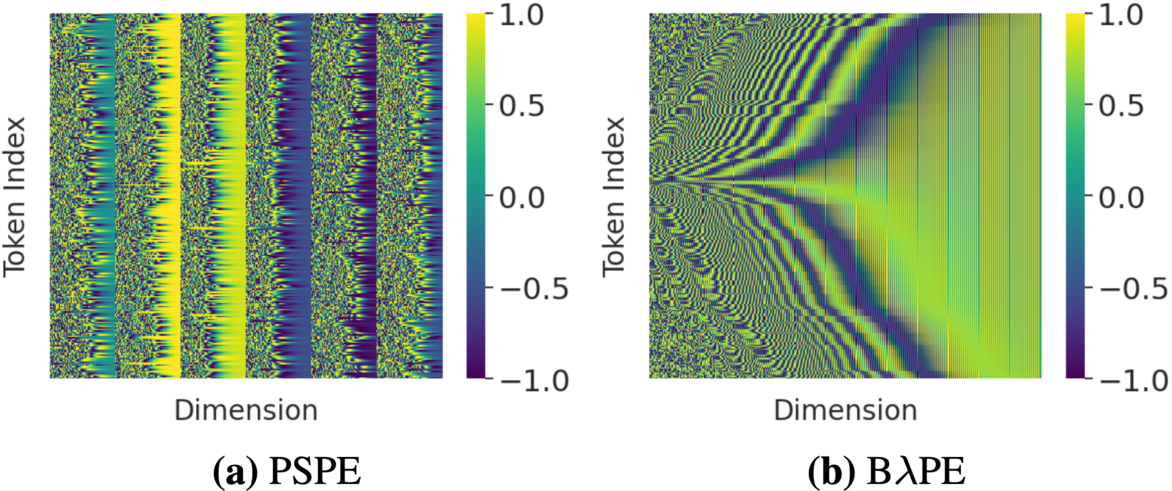 Token Index
1.0
0.5
0.0
−0.5
−1.0
Dimension
(a) PSPE
Token Index
1.0
0.5
0.0
−0.5
−1.0
Dimension
(b) BλPE